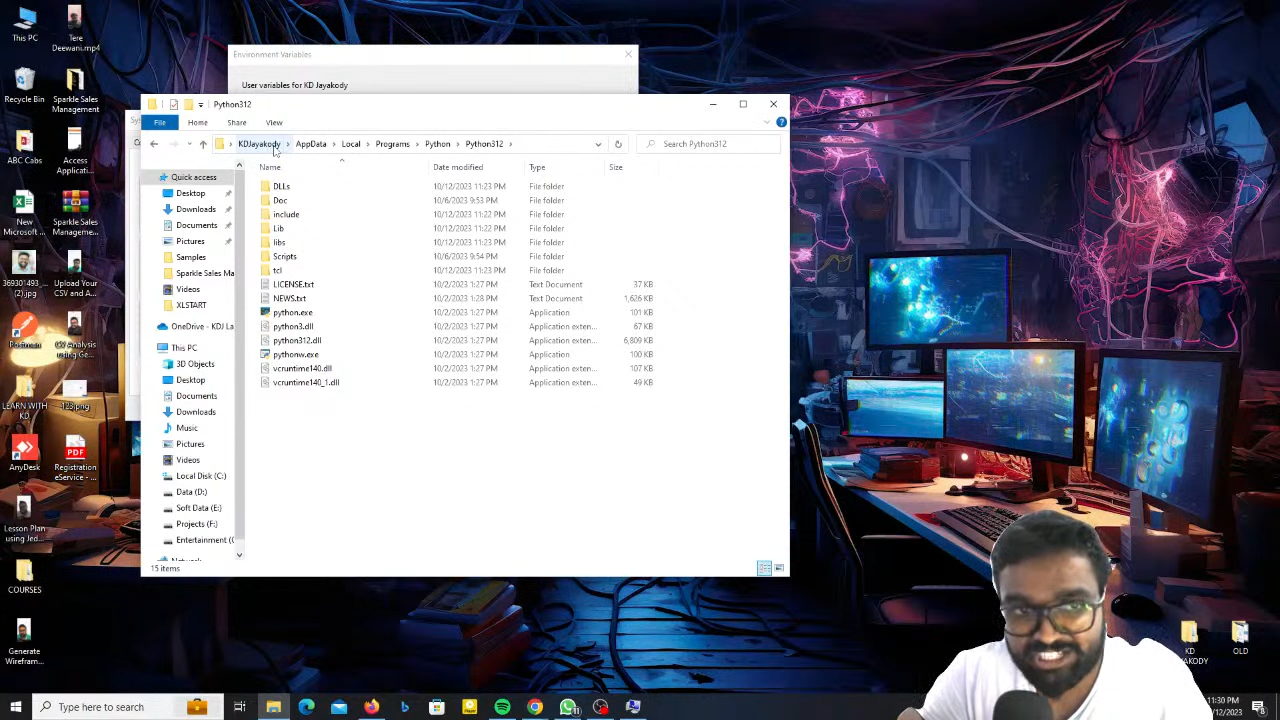 This PC
Tere
Deewani.mp4
Recycle Bin
Sparkle Sales
Management
ABC Cabs
Access
Applicati...
New
Microsoft ...
Sparkle Sales
Manageme...
369301493_...
(2).jpg
Upload Your
CSV and A...
Postman
CSV Analysis
using Ge...
LEARN WITH
KD
123.png
AnyDesk
Registration
eService - ...
Lesson Plan
using Jed...
COURSES
Generate
Wirefram...
Environment Variables
User variables for KD Jayakody
Python312
File
Home
Share
View
KDJayakody
AppData
Local
Programs
Python
Python312
Search Python312
Name
Date modified
Type
Size
Quick access
Desktop
Downloads
Documents
Pictures
Samples
Sparkle Sales Ma
Videos
XLSTART
OneDrive - KDJ La
This PC
3D Objects
Desktop
Documents
Downloads
Music
Pictures
Videos
Local Disk (C:)
Data (D:)
Soft Data (E:)
Projects (F:)
Entertainment (
DLLs 10/12/2023 11:23 PM File folder
Doc 10/6/2023 9:53 PM File folder
include 10/12/2023 11:22 PM File folder
Lib 10/12/2023 11:22 PM File folder
libs 10/12/2023 11:23 PM File folder
Scripts 10/6/2023 9:54 PM File folder
tcl 10/12/2023 11:23 PM File folder
LICENSE.txt 10/2/2023 1:27 PM Text Document 37 KB
NEWS.txt 10/2/2023 1:28 PM Text Document 1,626 KB
python.exe 10/2/2023 1:27 PM Application 101 KB
python3.dll 10/2/2023 1:27 PM Application exten... 67 KB
python312.dll 10/2/2023 1:27 PM Application exten... 6,809 KB
pythonw.exe 10/2/2023 1:27 PM Application 100 KB
vcruntime140.dll 10/2/2023 1:27 PM Application exten... 107 KB
vcruntime140_1.dll 10/2/2023 1:27 PM Application exten... 49 KB
15 items
KD
OLD
Type here to search
11:30 PM
/12/2023